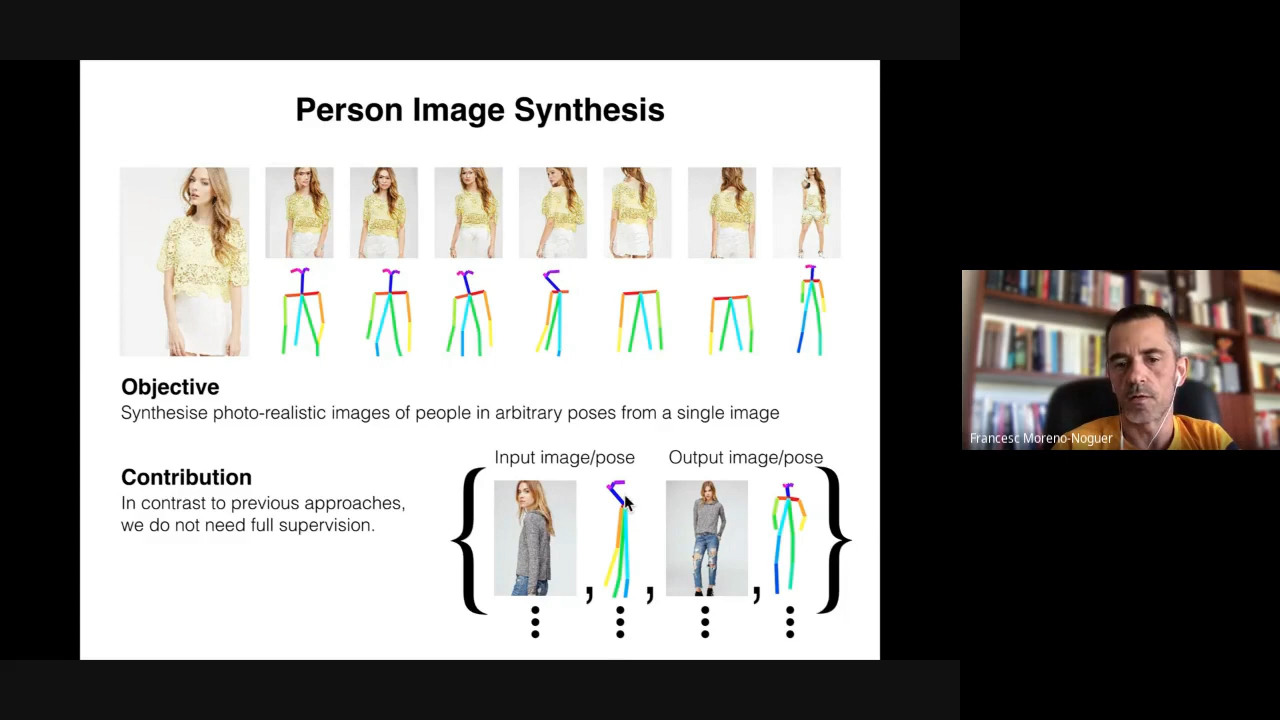 Person Image Synthesis
Objective
Synthesise photo-realistic images of people in arbitrary poses from a single image
Contribution
In contrast to previous approaches,
we do not need full supervision.
Input image/pose
Output image/pose
{ , , , }
Francesc Moreno-Noguer